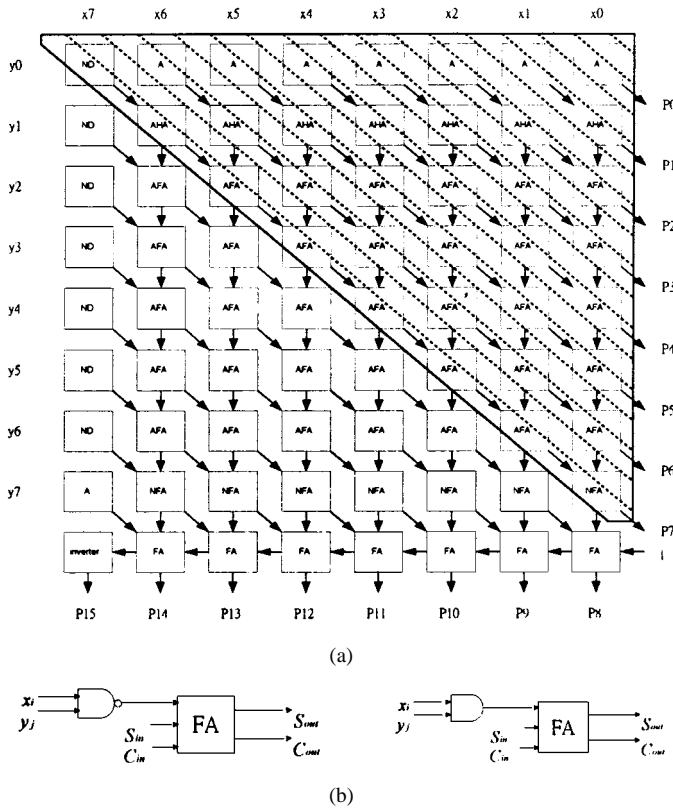 x7 x6 x5 x4 x3 x2 x1 x0
y0 ND A A A A A A A
P0
y1 ND AHA AHA AHA AHA AHA AHA AHA
P1
y2 ND AFA AFA AFA AFA AFA AFA AFA
P2
y3 ND AFA AFA AFA AFA AFA AFA AFA
P3
y4 ND AFA AFA AFA AFA AFA AFA AFA
P4
y5 ND AFA AFA AFA AFA AFA AFA AFA
P5
y6 ND AFA AFA AFA AFA AFA AFA AFA
P6
y7 A NFA NFA NFA NFA NFA NFA NFA
P7
inverter FA FA FA FA FA FA FA 1
P15 P14 P13 P12 P11 P10 P9 P8
(a)
xi yj Sin Cin FA Sout Cout
xi yj Sin Cin FA Sout Cout
(b)